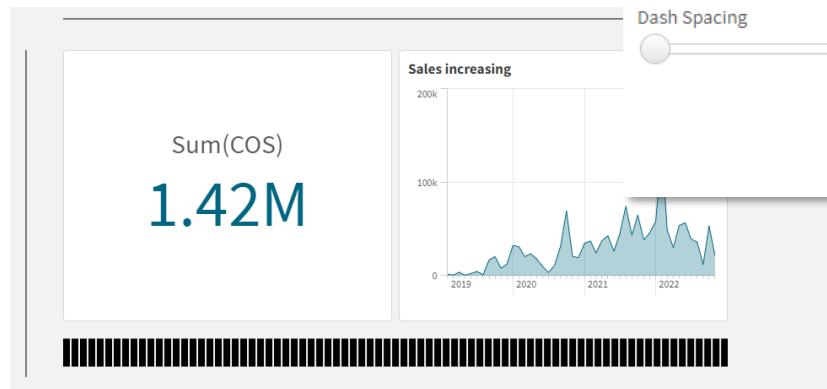 Dash Spacing
Sales increasing
200k
Sum(COS)
1.42M
100k
0
2019 2020 2021 2022